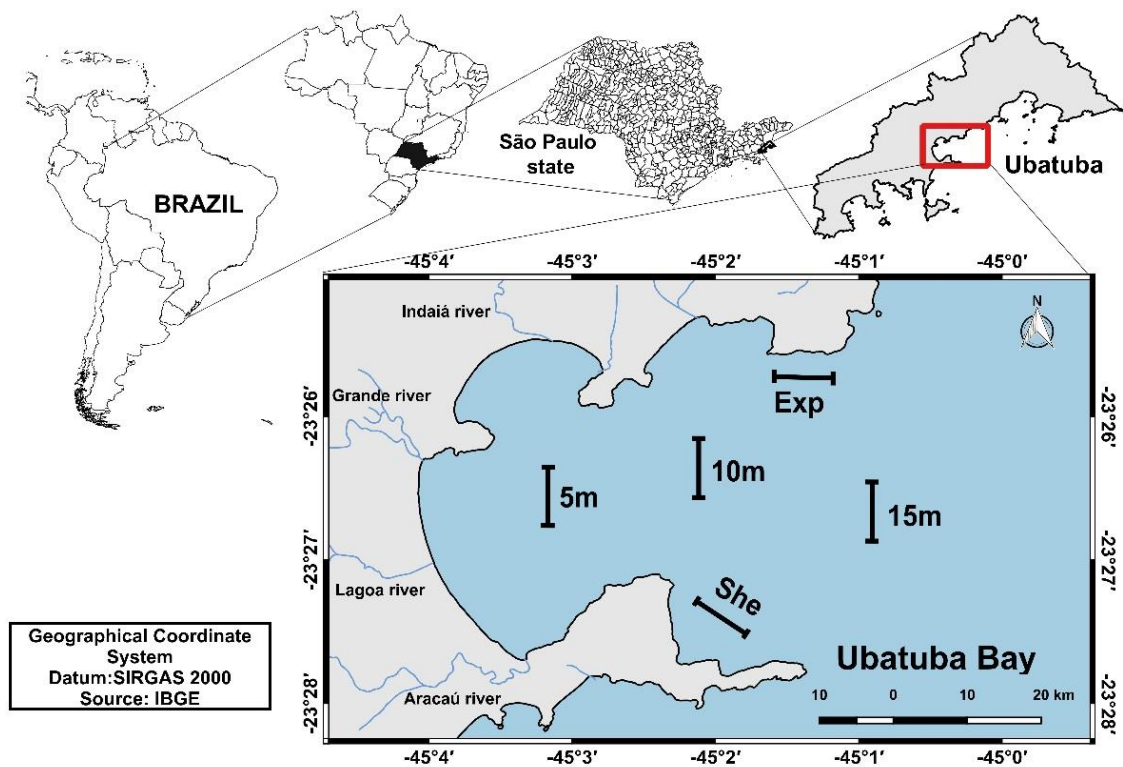 BRAZIL
São Paulo
state
Ubatuba
-45°4′ -45°3′ -45°2′ -45°1′ -45°0′
Indaiá river
N
Exp
Grande river
-23°26′ -23°26′
10m
5m
15m
-23°27′ -23°27′
Lagoa river
She
Geographical Coordinate
System
Datum:SIRGAS 2000
Source: IBGE
Ubatuba Bay
Aracaú river
10 0 10 20 km
-23°28′ -23°28′
-45°4′ -45°3′ -45°2′ -45°1′ -45°0′